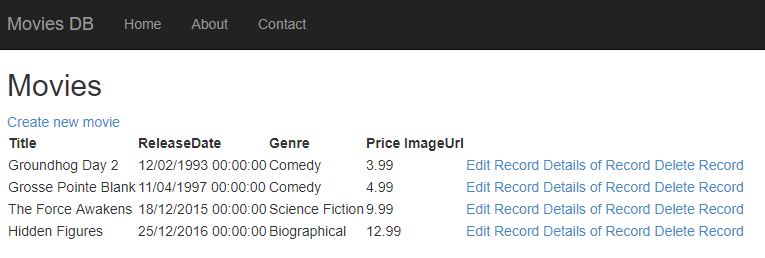 Movies DB Home About Contact
Movies
Create new movie
Title ReleaseDate Genre Price ImageUrl
Groundhog Day 2 12/02/1993 00:00:00 Comedy 3.99 Edit Record Details of Record Delete Record
Grosse Pointe Blank 11/04/1997 00:00:00 Comedy 4.99 Edit Record Details of Record Delete Record
The Force Awakens 18/12/2015 00:00:00 Science Fiction 9.99 Edit Record Details of Record Delete Record
Hidden Figures 25/12/2016 00:00:00 Biographical 12.99 Edit Record Details of Record Delete Record